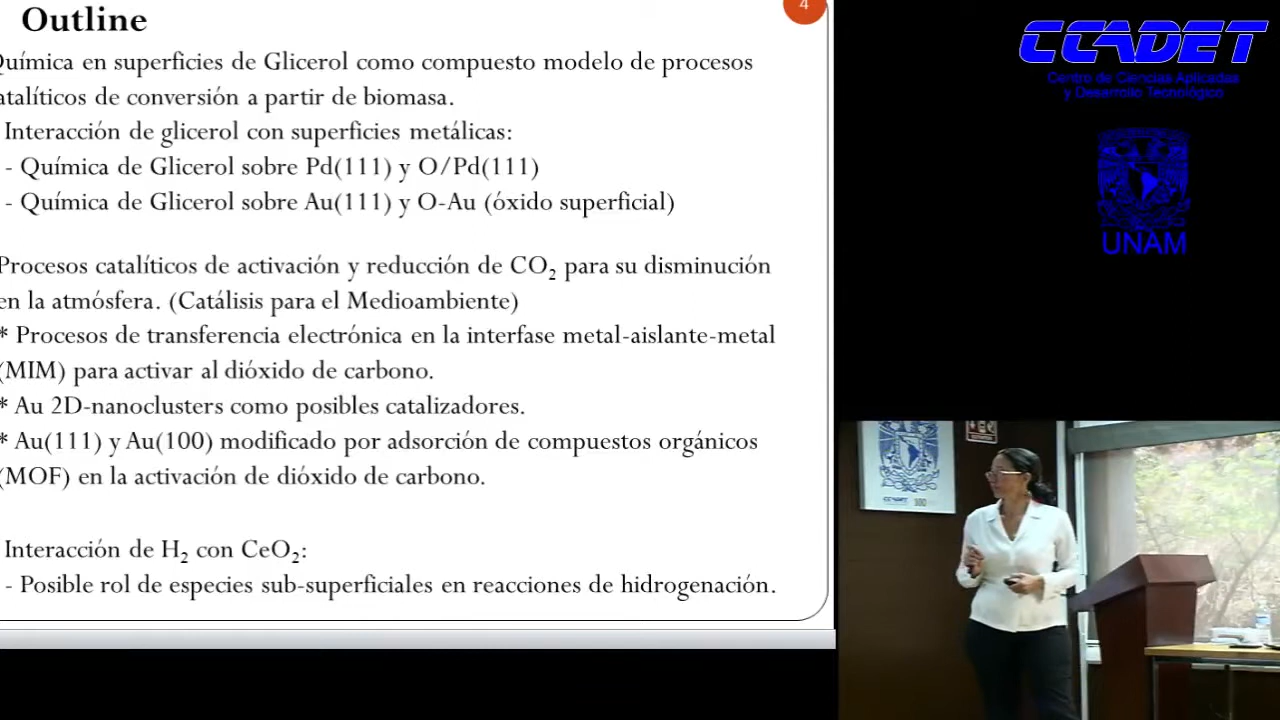 Outline
4
Química en superficies de Glicerol como compuesto modelo de procesos
atalíticos de conversión a partir de biomasa.
Interacción de glicerol con superficies metálicas:
- Química de Glicerol sobre Pd(111) y O/Pd(111)
- Química de Glicerol sobre Au(111) y O-Au (óxido superficial)
Procesos catalíticos de activación y reducción de CO₂ para su disminución
en la atmósfera. (Catálisis para el Medioambiente)
* Procesos de transferencia electrónica en la interfase metal-aislante-metal
(MIM) para activar al dióxido de carbono.
* Au 2D-nanoclusters como posibles catalizadores.
* Au(111) y Au(100) modificado por adsorción de compuestos orgánicos
(MOF) en la activación de dióxido de carbono.
Interacción de H₂ con CeO₂:
- Posible rol de especies sub-superficiales en reacciones de hidrogenación.
CCADET
Centro de Ciencias Aplicadas
y Desarrollo Tecnológico
UNAM
CCADET